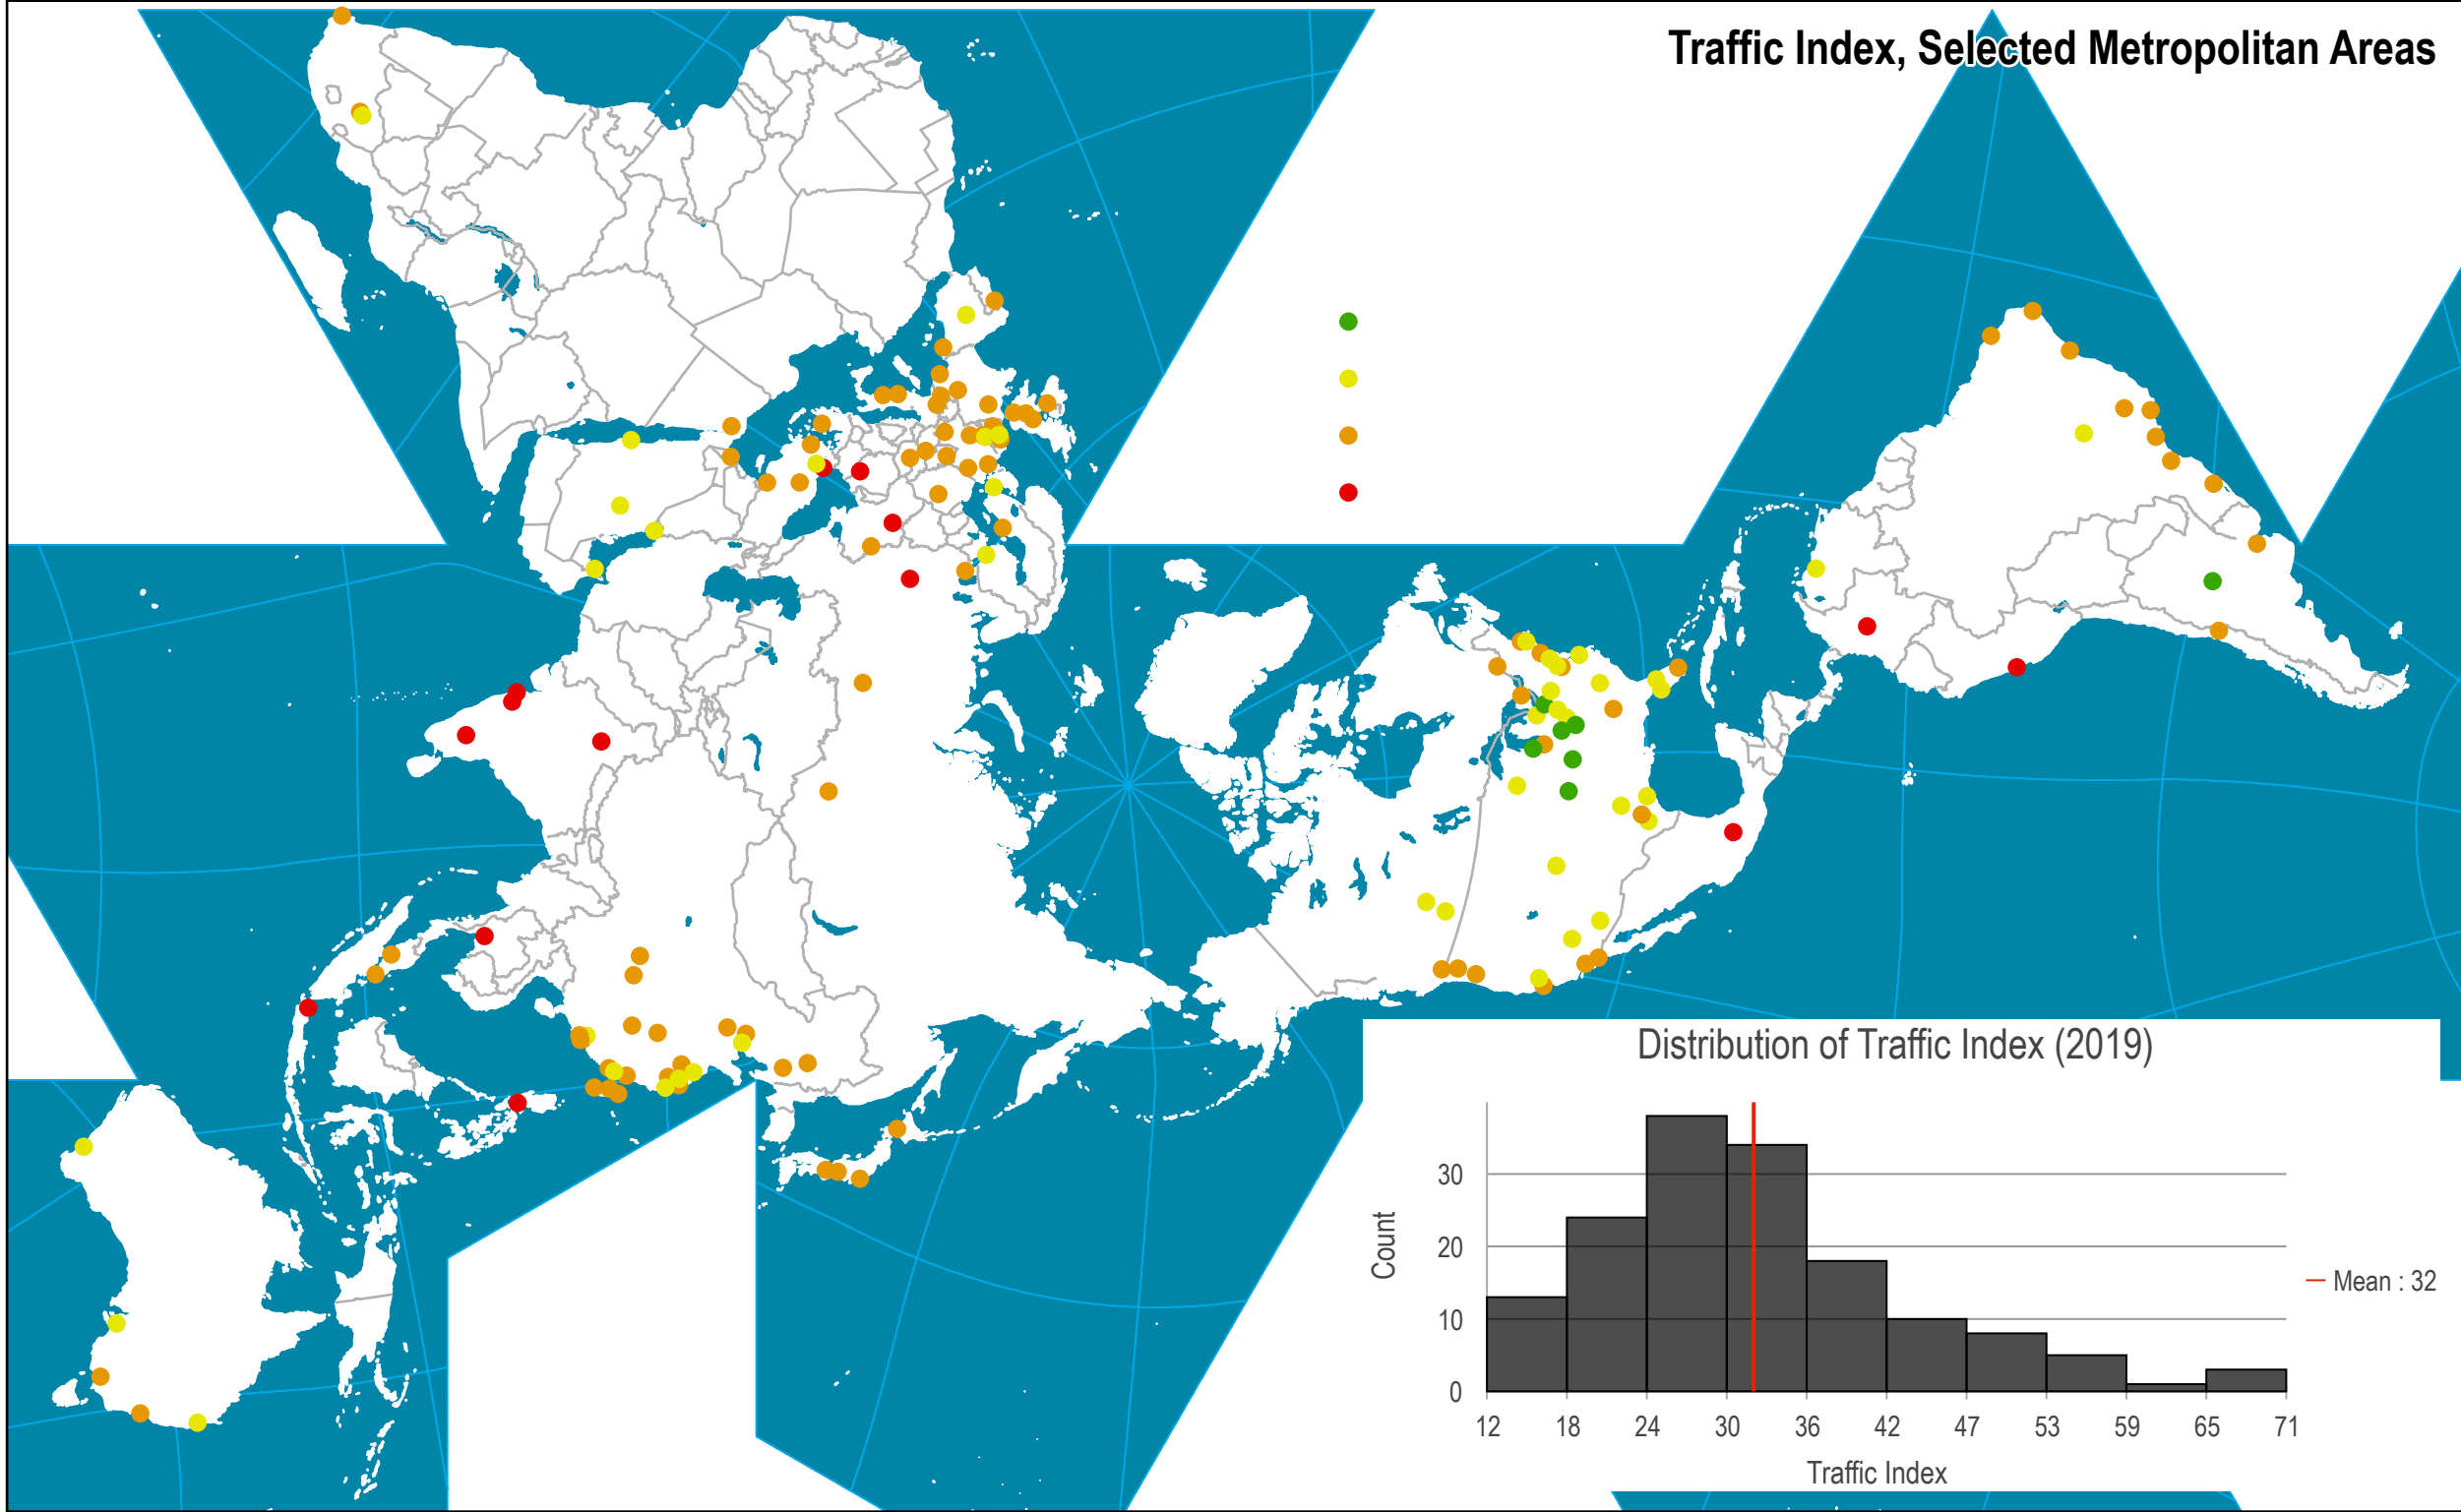 Traffic Index, Selected Metropolitan Areas
Distribution of Traffic Index (2019)
Count
30
20
10
0
12 18 24 30 36 42 47 53 59 65 71
Traffic Index
Mean : 32